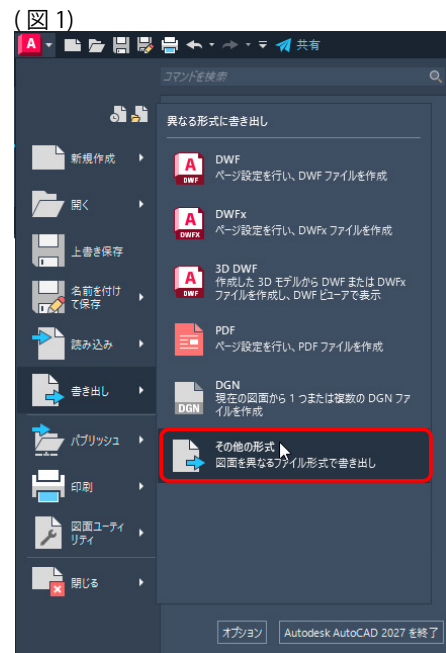 (図 1)
A 共有
コマンドを検索
異なる形式に書き出し
新規作成
開く
上書き保存
名前を付けて保存
読み込み
書き出し
パブリッシュ
印刷
図面ユーティリティ
閉じる
A DWF
DWF
ページ設定を行い、DWF ファイルを作成
A DWFX
DWFx
ページ設定を行い、DWFx ファイルを作成
A DWF
3D DWF
作成した 3D モデルから DWF または DWFx
ファイルを作成し、DWF ビューアで表示
PDF
ページ設定を行い、PDF ファイルを作成
DGN
DGN
現在の図面から 1 つまたは複数の DGN ファ
イルを作成
その他の形式
図面を異なるファイル形式で書き出し
オプション
Autodesk AutoCAD 2027 を終了